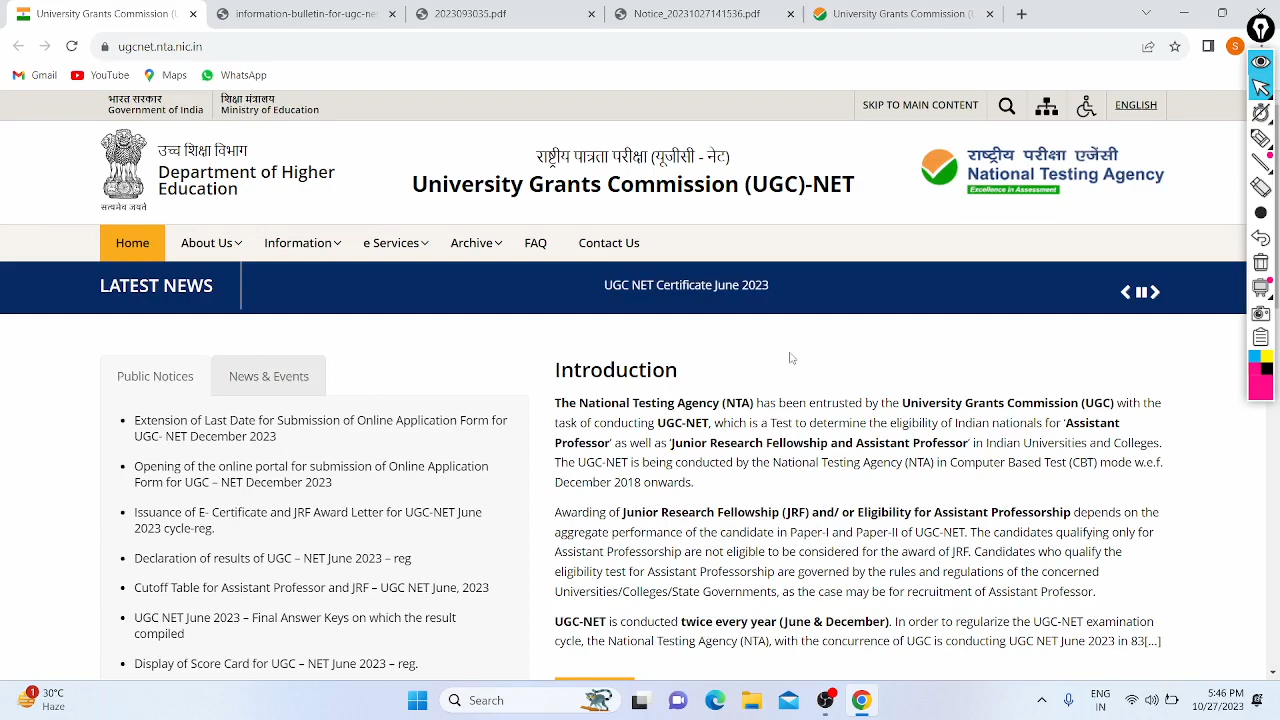 University Grants Commission (
information-bulletin-for-ugc-n
Notice_202310
University Grants Commission (U
ugcnet.nta.nic.in
S
Gmail
YouTube
Maps
WhatsApp
भारत सरकार
Government of India
शिक्षा मंत्रालय
Ministry of Education
SKIP TO MAIN CONTENT
ENGLISH
उच्च शिक्षा विभाग
Department of Higher
Education
सत्यमेव जयते
राष्ट्रीय पात्रता परीक्षा (यूजीसी - नेट)
University Grants Commission (UGC)-NET
राष्ट्रीय परीक्षा एजेंसी
National Testing Agency
Excellence in Assessment
Home
About Us
Information
e Services
Archive
FAQ
Contact Us
LATEST NEWS
UGC NET Certificate June 2023
Public Notices
News & Events
Extension of Last Date for Submission of Online Application Form for
UGC- NET December 2023
Opening of the online portal for submission of Online Application
Form for UGC – NET December 2023
Issuance of E- Certificate and JRF Award Letter for UGC-NET June
2023 cycle-reg.
Declaration of results of UGC – NET June 2023 – reg
Cutoff Table for Assistant Professor and JRF – UGC NET June, 2023
UGC NET June 2023 – Final Answer Keys on which the result
compiled
Display of Score Card for UGC – NET June 2023 – reg.
Introduction
The National Testing Agency (NTA) has been entrusted by the University Grants Commission (UGC) with the
task of conducting UGC-NET, which is a Test to determine the eligibility of Indian nationals for ‘Assistant
Professor’ as well as ‘Junior Research Fellowship and Assistant Professor’ in Indian Universities and Colleges.
The UGC-NET is being conducted by the National Testing Agency (NTA) in Computer Based Test (CBT) mode w.e.f.
December 2018 onwards.
Awarding of Junior Research Fellowship (JRF) and/ or Eligibility for Assistant Professorship depends on the
aggregate performance of the candidate in Paper-I and Paper-II of UGC-NET. The candidates qualifying only for
Assistant Professorship are not eligible to be considered for the award of JRF. Candidates who qualify the
eligibility test for Assistant Professorship are governed by the rules and regulations of the concerned
Universities/Colleges/State Governments, as the case may be for recruitment of Assistant Professor.
UGC-NET is conducted twice every year (June & December). In order to regularize the UGC-NET examination
cycle, the National Testing Agency (NTA), with the concurrence of UGC is conducting UGC NET June 2023 in 83[...]
1
30°C
Haze
Search
ENG
IN
5:46 PM
10/27/2023